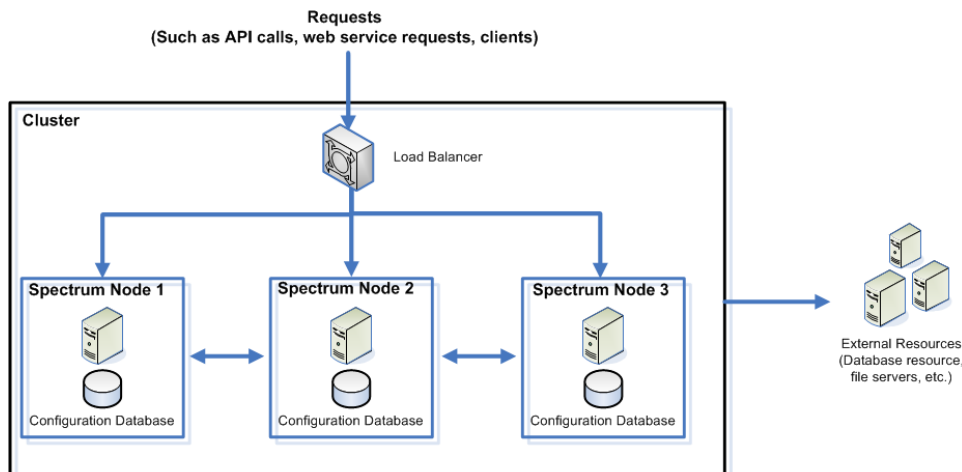 Requests
(Such as API calls, web service requests, clients)
Cluster
Load Balancer
Spectrum Node 1
Spectrum Node 2
Spectrum Node 3
Configuration Database
Configuration Database
Configuration Database
External Resources
(Database resource,
file servers, etc.)